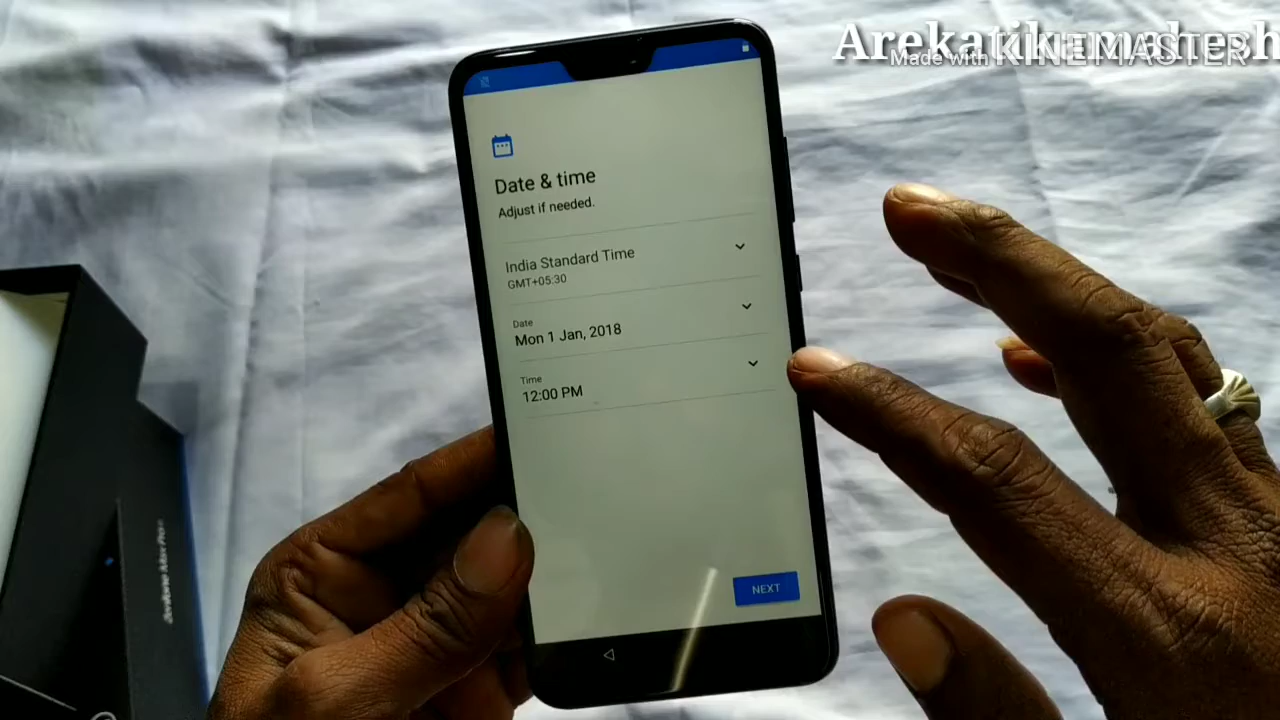 Arekatikemahesh
Made with KINEMASTER
Date & time
Adjust if needed.
India Standard Time
GMT+05:30
Date
Mon 1 Jan, 2018
Time
12:00 PM
NEXT